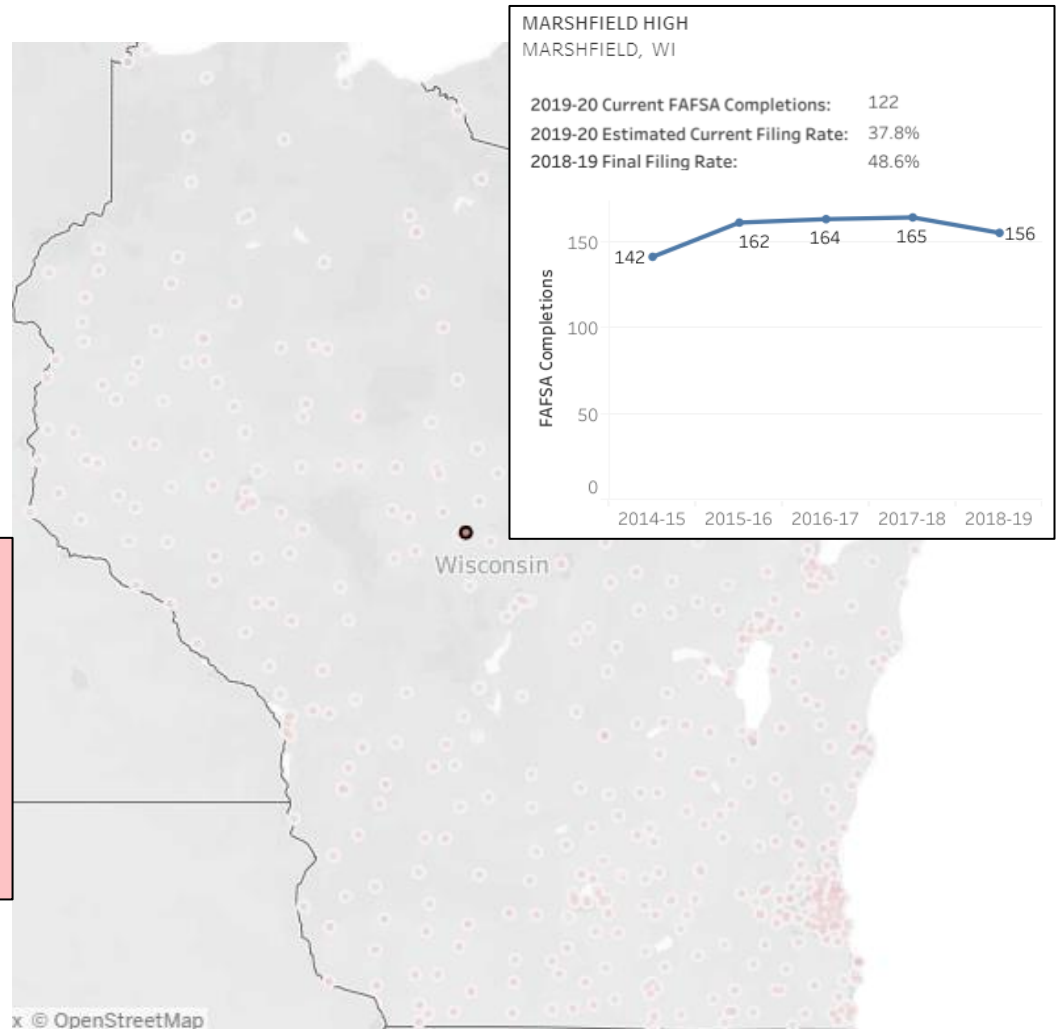 MARSHFIELD HIGH
MARSHFIELD, WI
2019-20 Current FAFSA Completions: 122
2019-20 Estimated Current Filing Rate: 37.8%
2018-19 Final Filing Rate: 48.6%
FAFSA Completions
150
100
50
0
142
162
164
165
156
2014-15 2015-16 2016-17 2017-18 2018-19
Wisconsin
x © OpenStreetMap